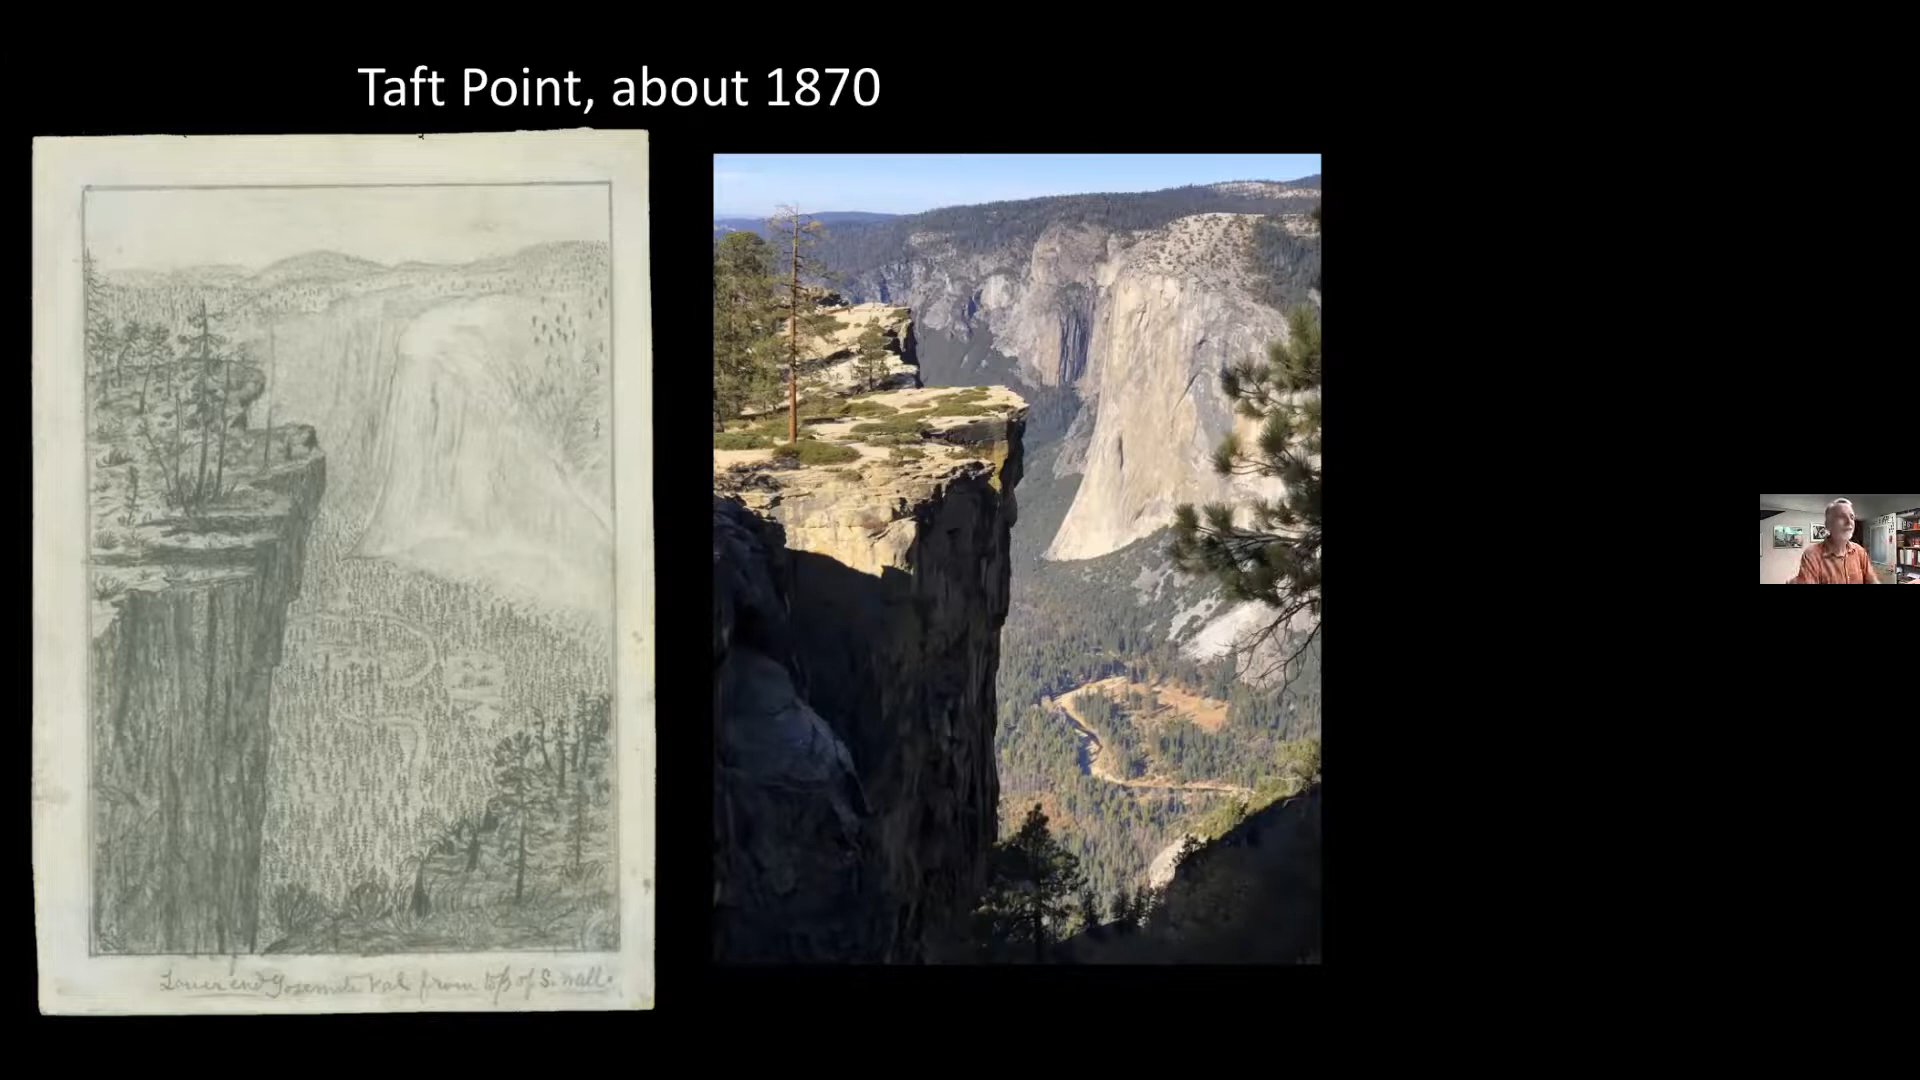 Taft Point, about 1870
Lower end Yosemite Val from top of S. wall.